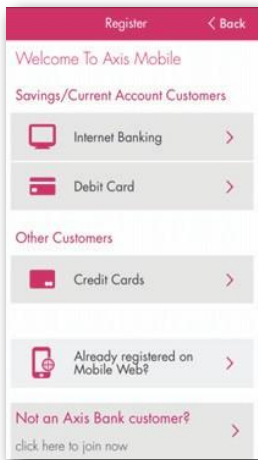 Register < Back
Welcome To Axis Mobile
Savings/Current Account Customers
Internet Banking
Debit Card
Other Customers
Credit Cards
Already registered on
Mobile Web?
Not an Axis Bank customer?
click here to join now